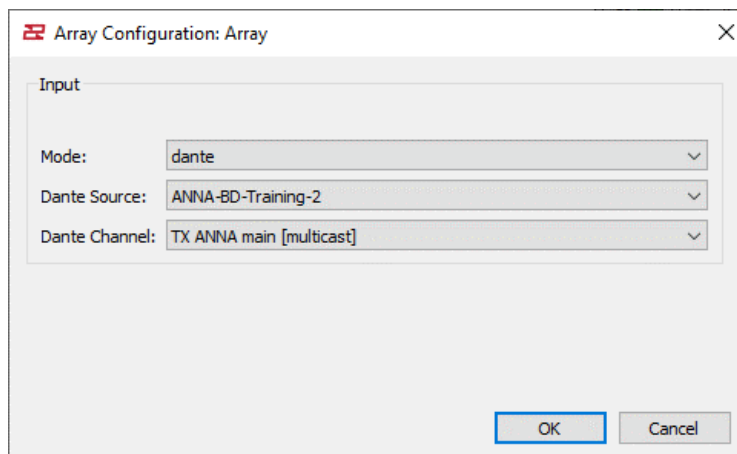 Array Configuration: Array
Input
Mode: dante
Dante Source: ANNA-BD-Training-2
Dante Channel: TX ANNA main [multicast]
OK Cancel